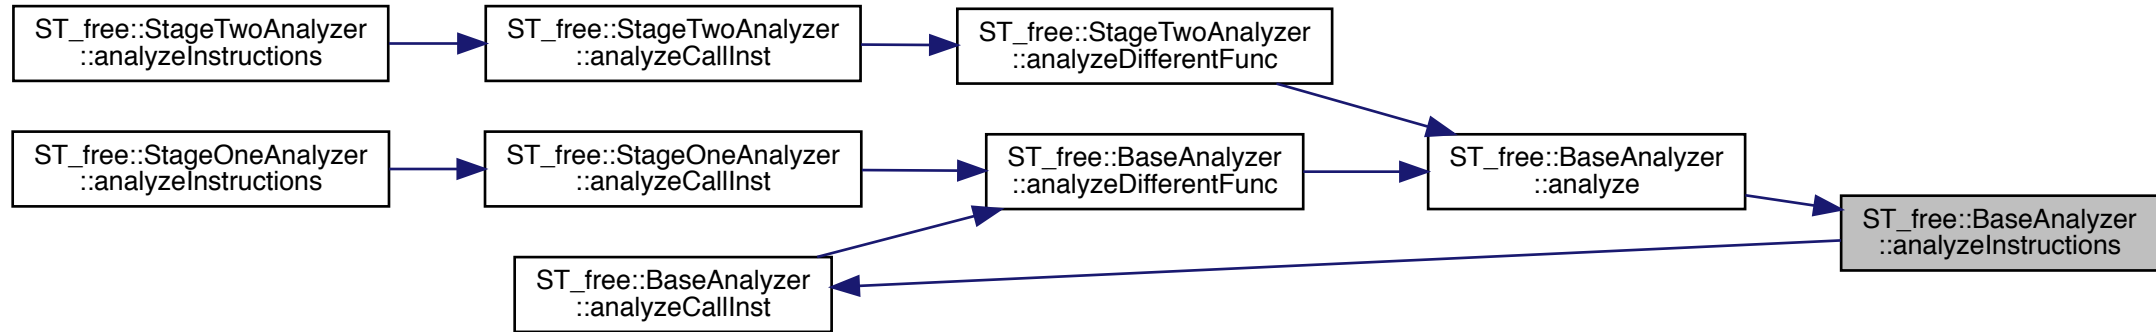 ST_free::StageTwoAnalyzer
::analyzeInstructions
ST_free::StageTwoAnalyzer
::analyzeCallInst
ST_free::StageTwoAnalyzer
::analyzeDifferentFunc
ST_free::StageOneAnalyzer
::analyzeInstructions
ST_free::StageOneAnalyzer
::analyzeCallInst
ST_free::BaseAnalyzer
::analyzeDifferentFunc
ST_free::BaseAnalyzer
::analyze
ST_free::BaseAnalyzer
::analyzeInstructions
ST_free::BaseAnalyzer
::analyzeCallInst